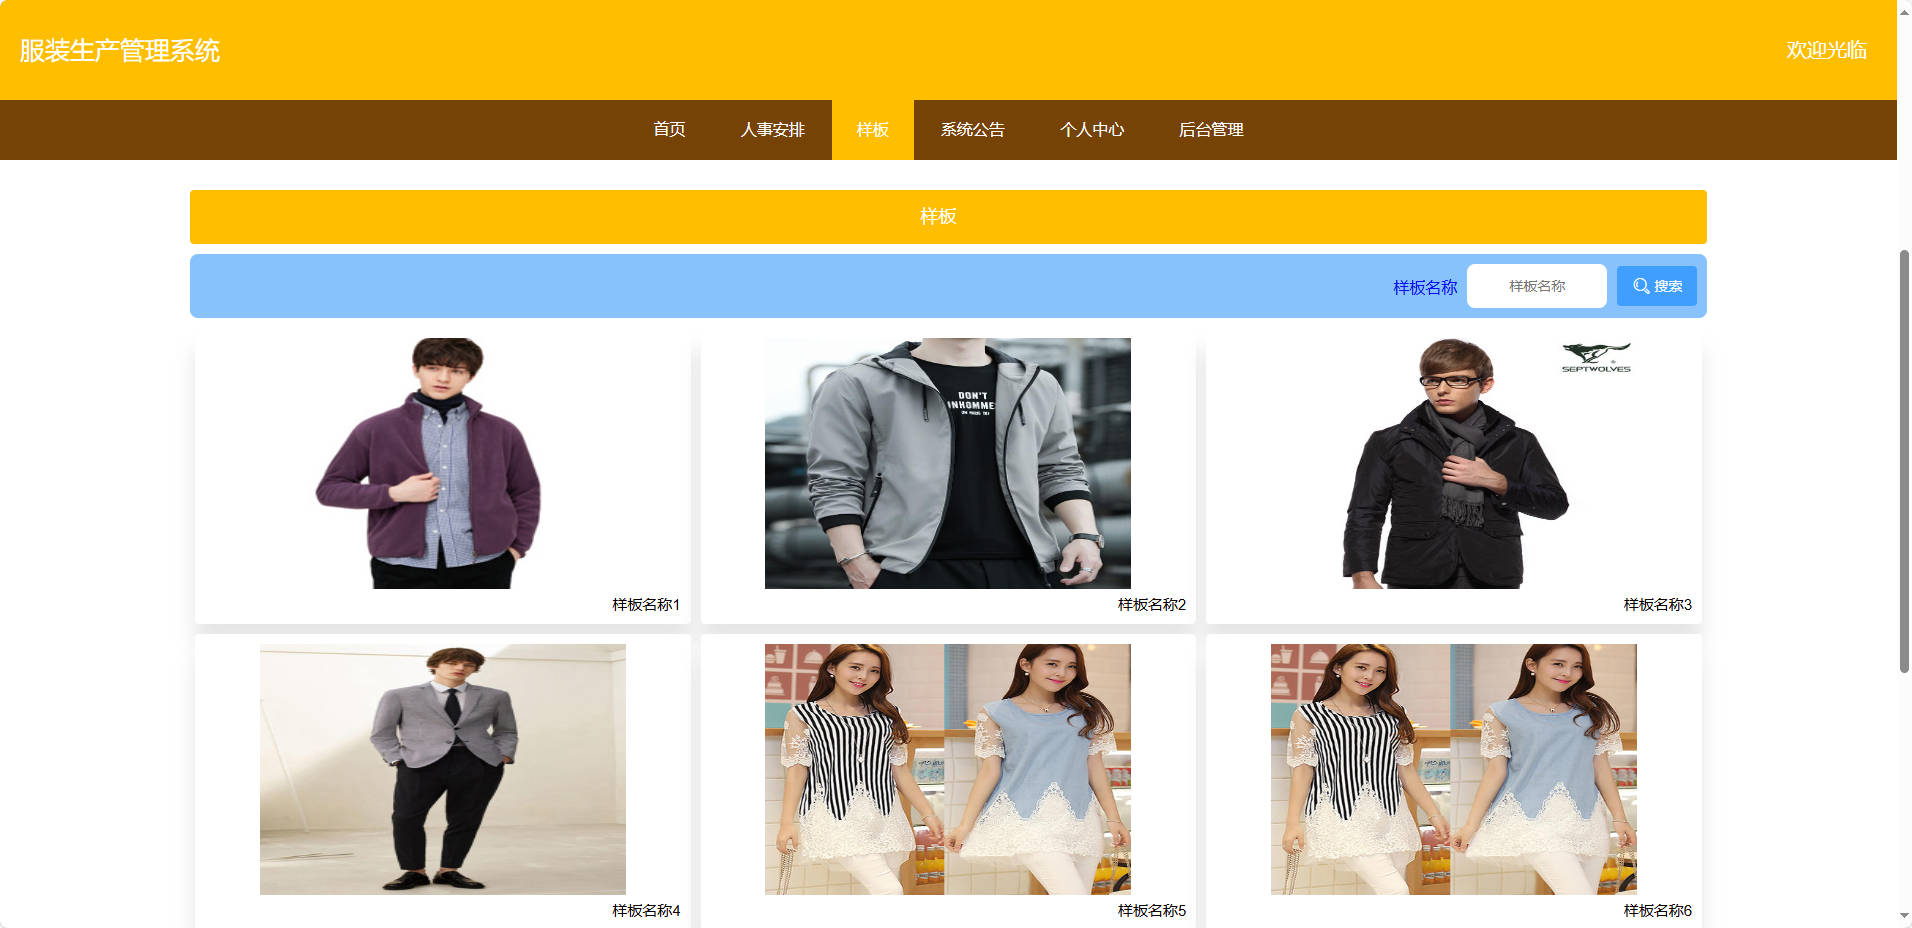 服装生产管理系统
欢迎光临
首页 人事安排 样板 系统公告 个人中心 后台管理
样板
样板名称 样板名称 搜索
DON'T
INHOMME
SEPTWOLVES
样板名称1
样板名称2
样板名称3
样板名称4
样板名称5
样板名称6